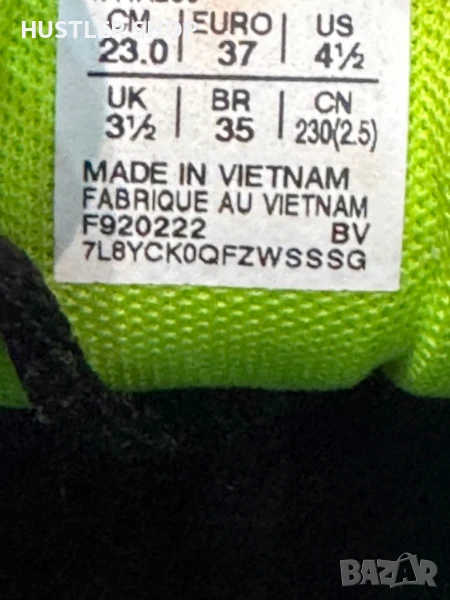 CM | EURO | US
23.0 | 37 | 4½
UK | BR | CN
3½ | 35 | 230(2.5)
MADE IN VIETNAM
FABRIQUE AU VIETNAM
F920222 BV
7L8YCK0QFZWSSSG
BAZAR